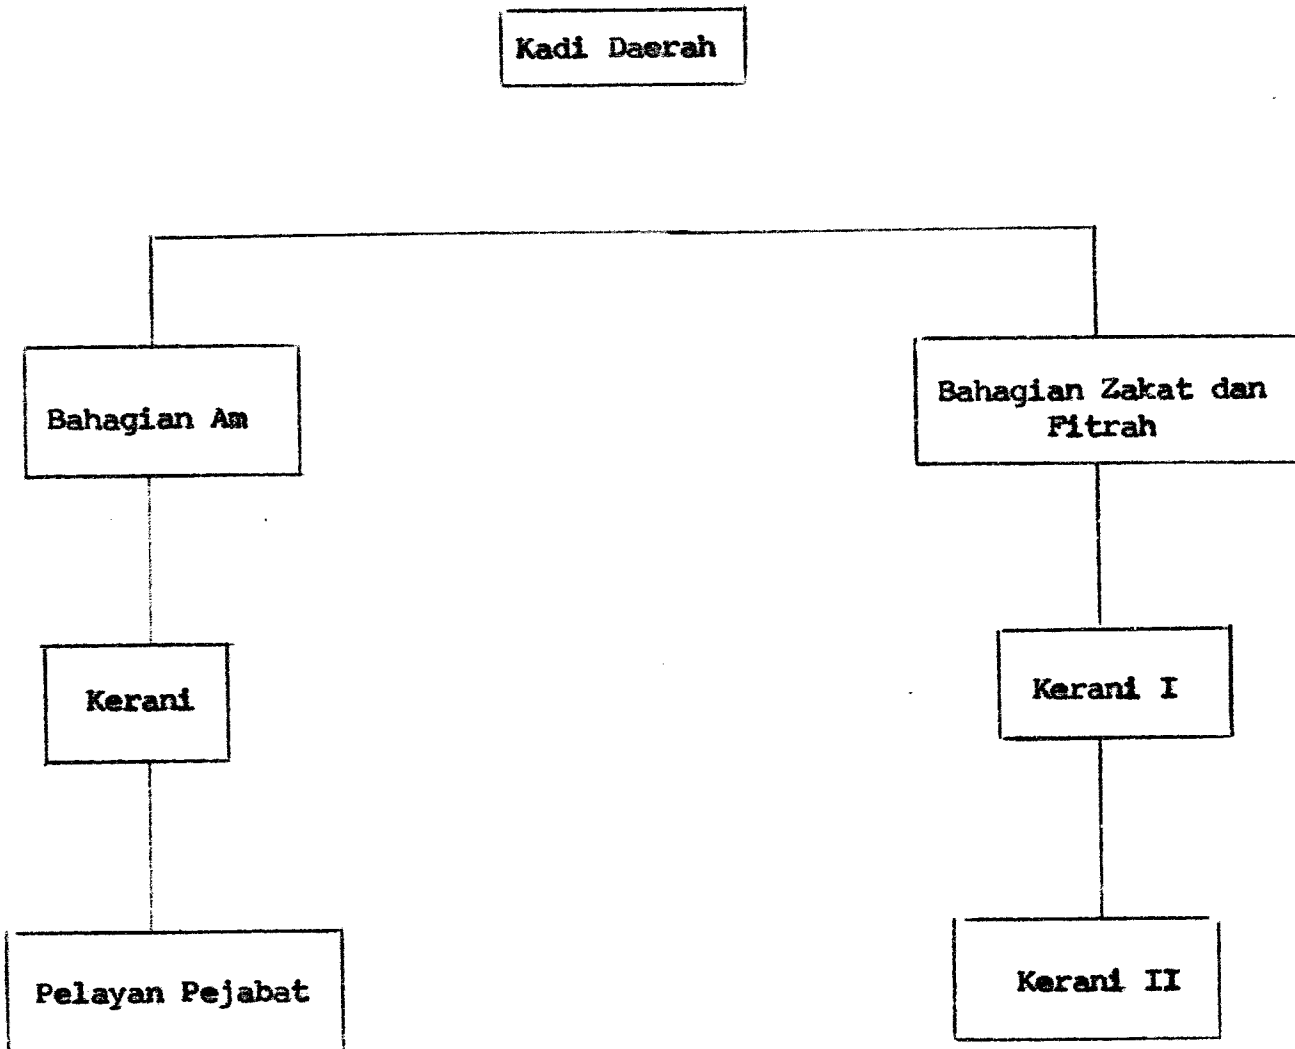 Kadi Daerah
Bahagian Am
Bahagian Zakat dan
Fitrah
Kerani
Kerani I
Pelayan Pejabat
Kerani II